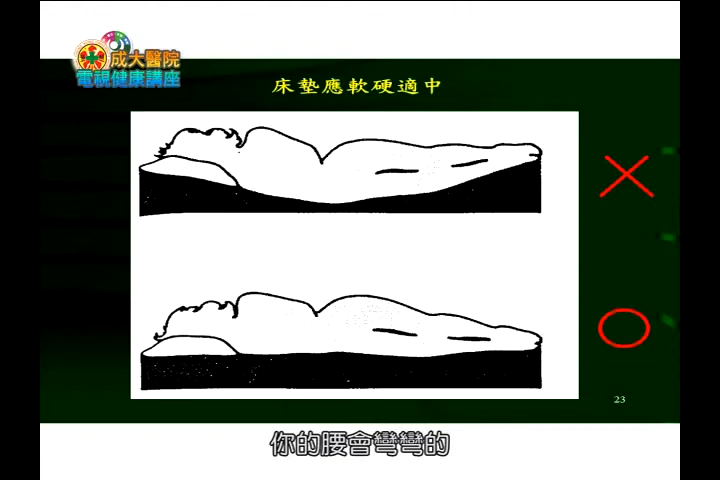 成大醫院
電視健康講座
床墊應軟硬適中
23
你的腰會彎彎的